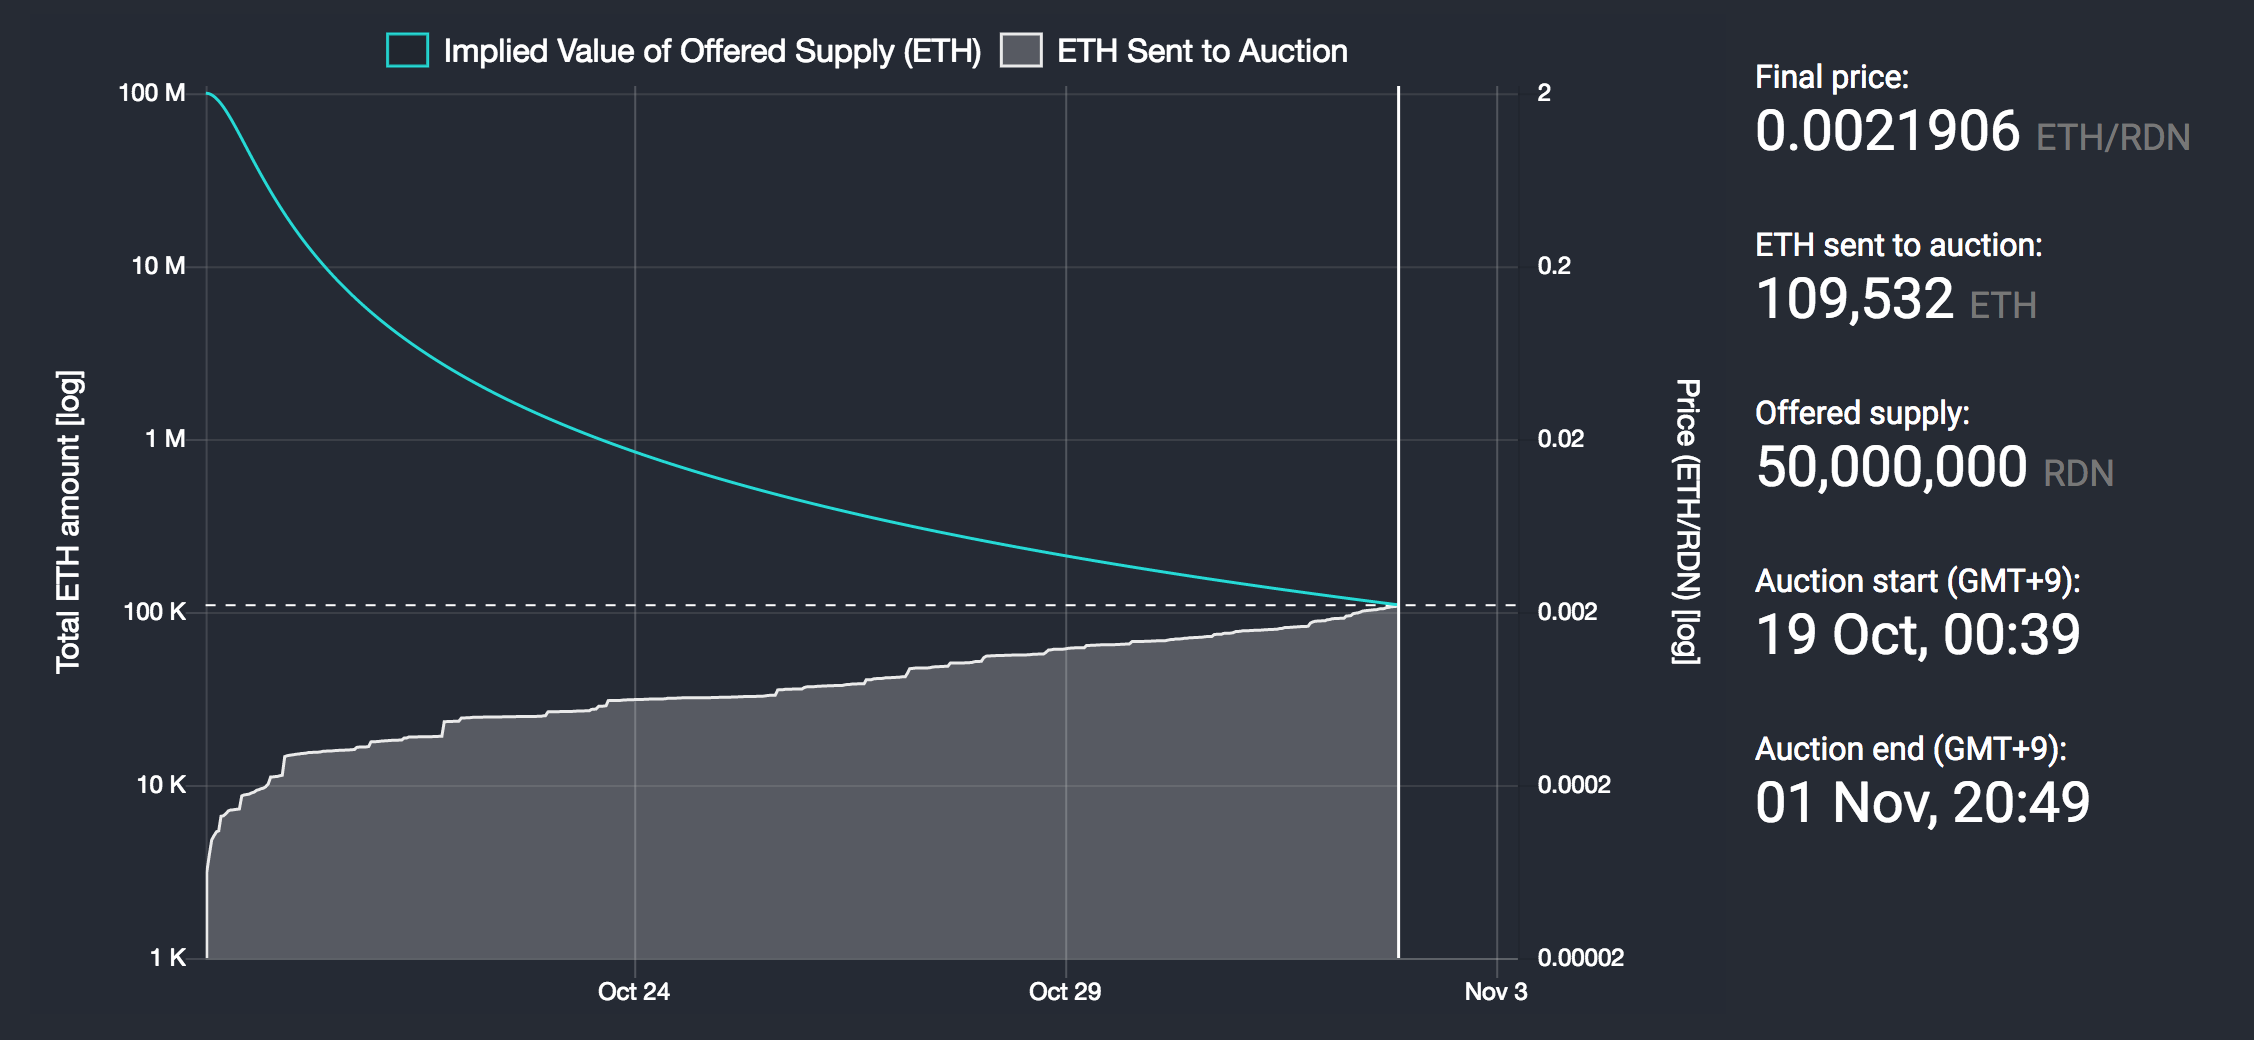 Implied Value of Offered Supply (ETH)
ETH Sent to Auction
Total ETH amount [log]
100 M
10 M
1 M
100 K
10 K
1 K
Oct 24
Oct 29
Nov 3
2
0.2
0.02
0.002
0.0002
0.00002
Price (ETH/RDN) [log]
Final price:
0.0021906 ETH/RDN
ETH sent to auction:
109,532 ETH
Offered supply:
50,000,000 RDN
Auction start (GMT+9):
19 Oct, 00:39
Auction end (GMT+9):
01 Nov, 20:49